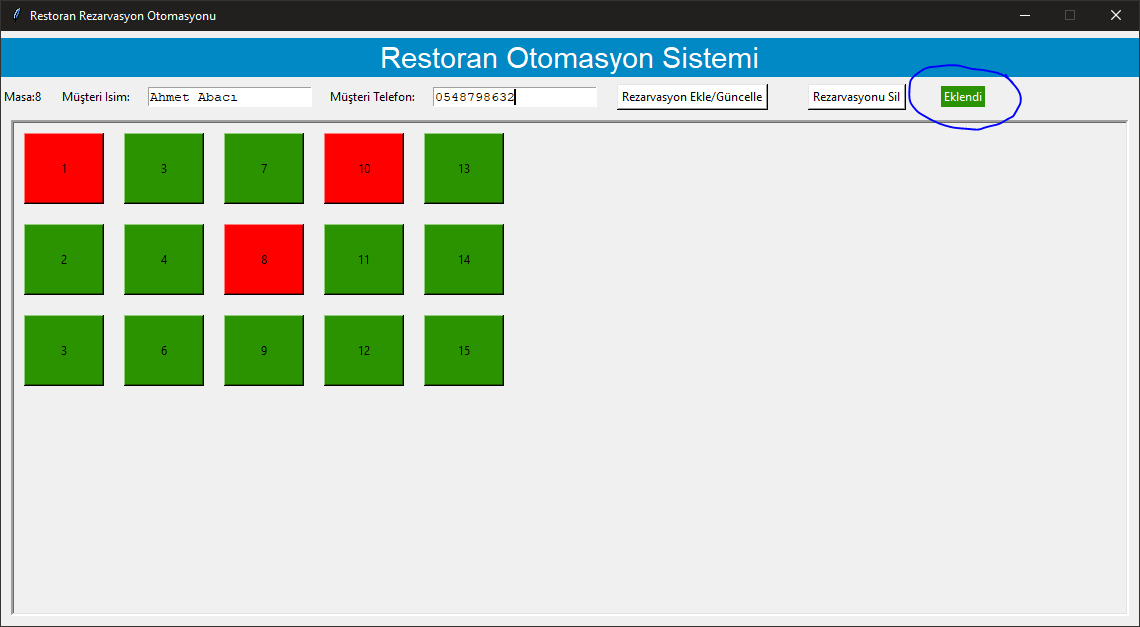 Restoran Rezarvasyon Otomasyonu
Restoran Otomasyon Sistemi
Masa:8 Müşteri Isim: Ahmet Abacı Müşteri Telefon: 0548798632 Rezarvasyon Ekle/Güncelle Rezarvasyonu Sil Eklendi
1 3 7 10 13
2 4 8 11 14
3 6 9 12 15